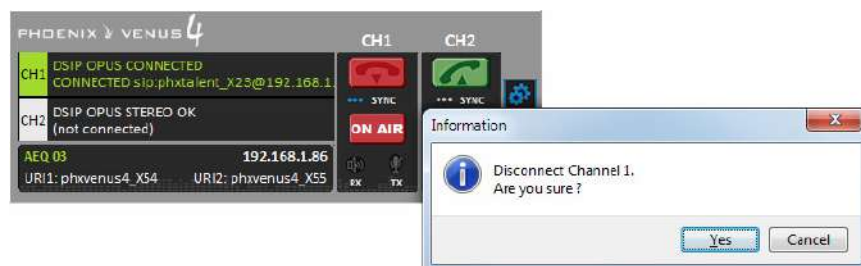 PHOENIX VENUS 4
CH1 CH2
CH1 DSIP OPUS CONNECTED
CONNECTED sip:phxtalent_X23@192.168.1.
SYNC SYNC
CH2 DSIP OPUS STEREO OK
(not connected)
ON AIR
AEQ 03 192.168.1.86
URI1: phxvenus4_X54 URI2: phxvenus4_X55
RX TX
Information
Disconnect Channel 1.
Are you sure ?
Yes Cancel